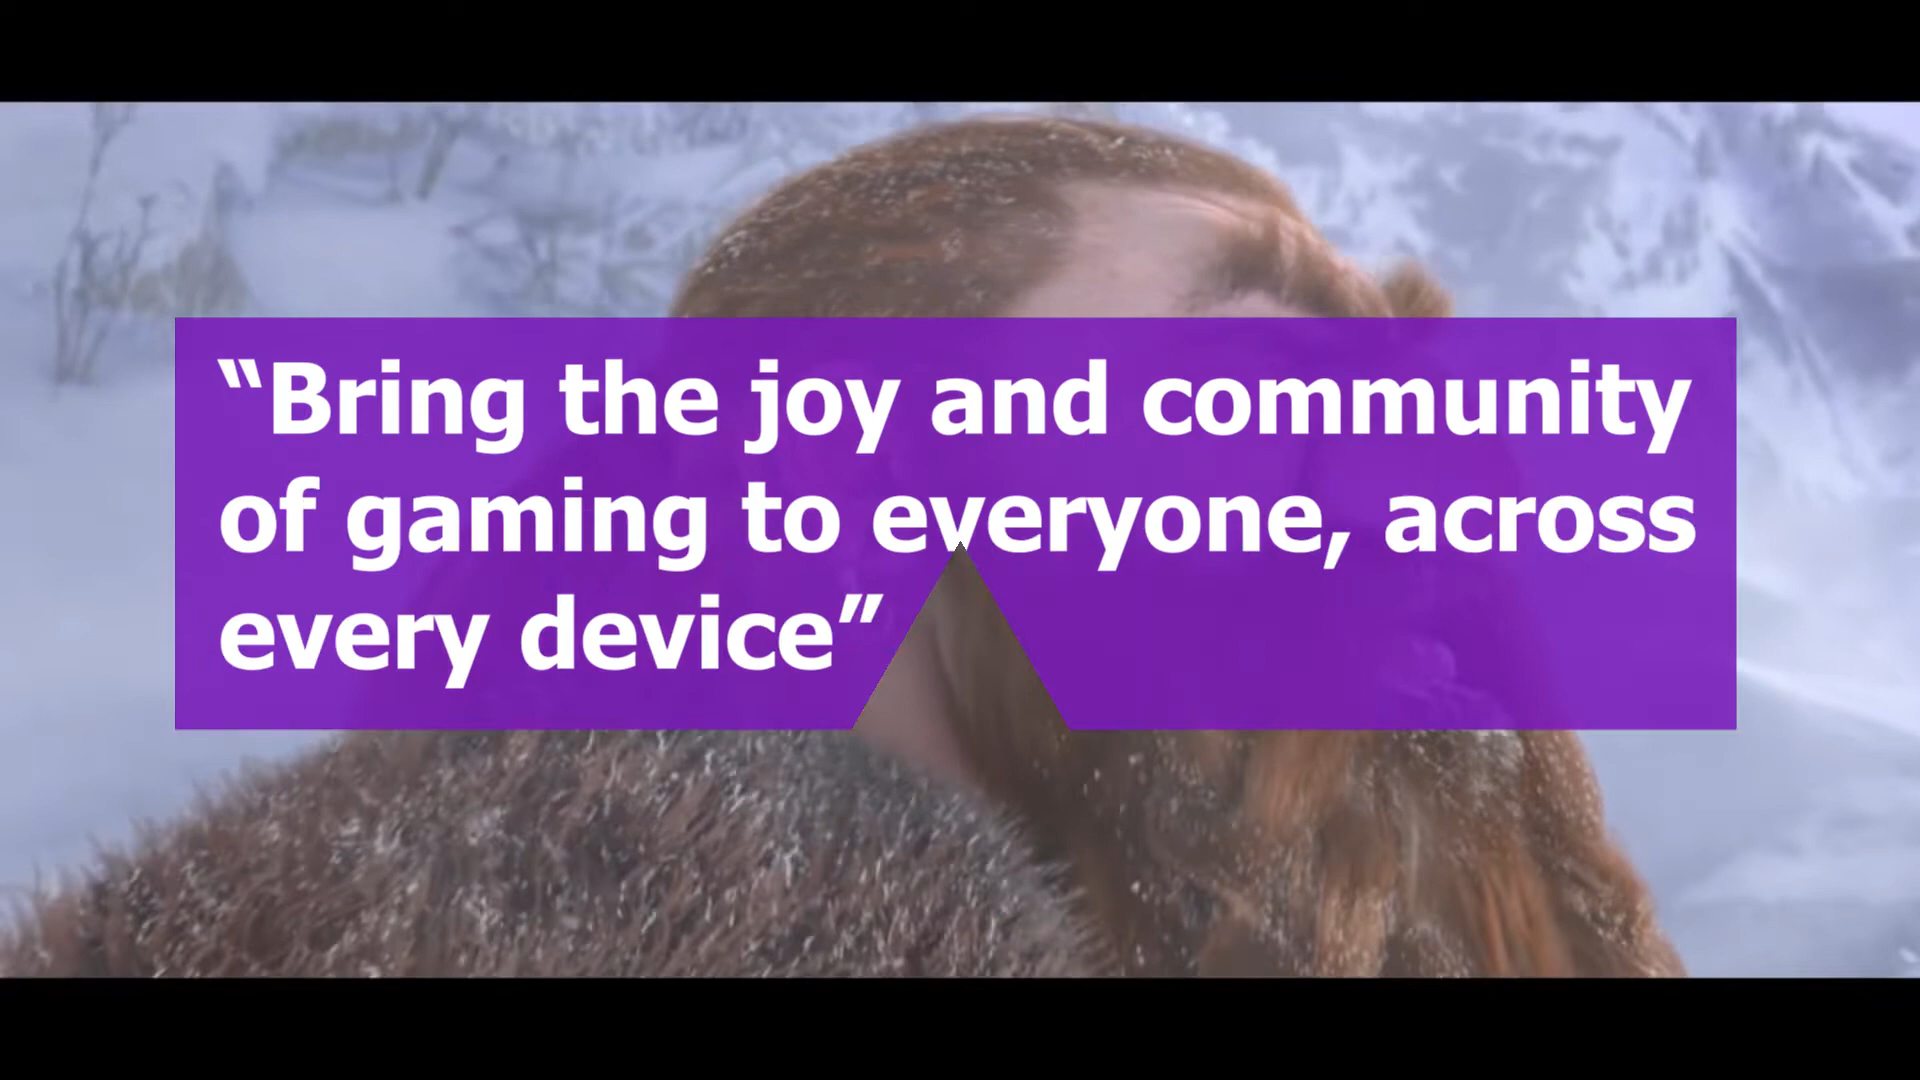 “Bring the joy and community
of gaming to everyone, across
every device”